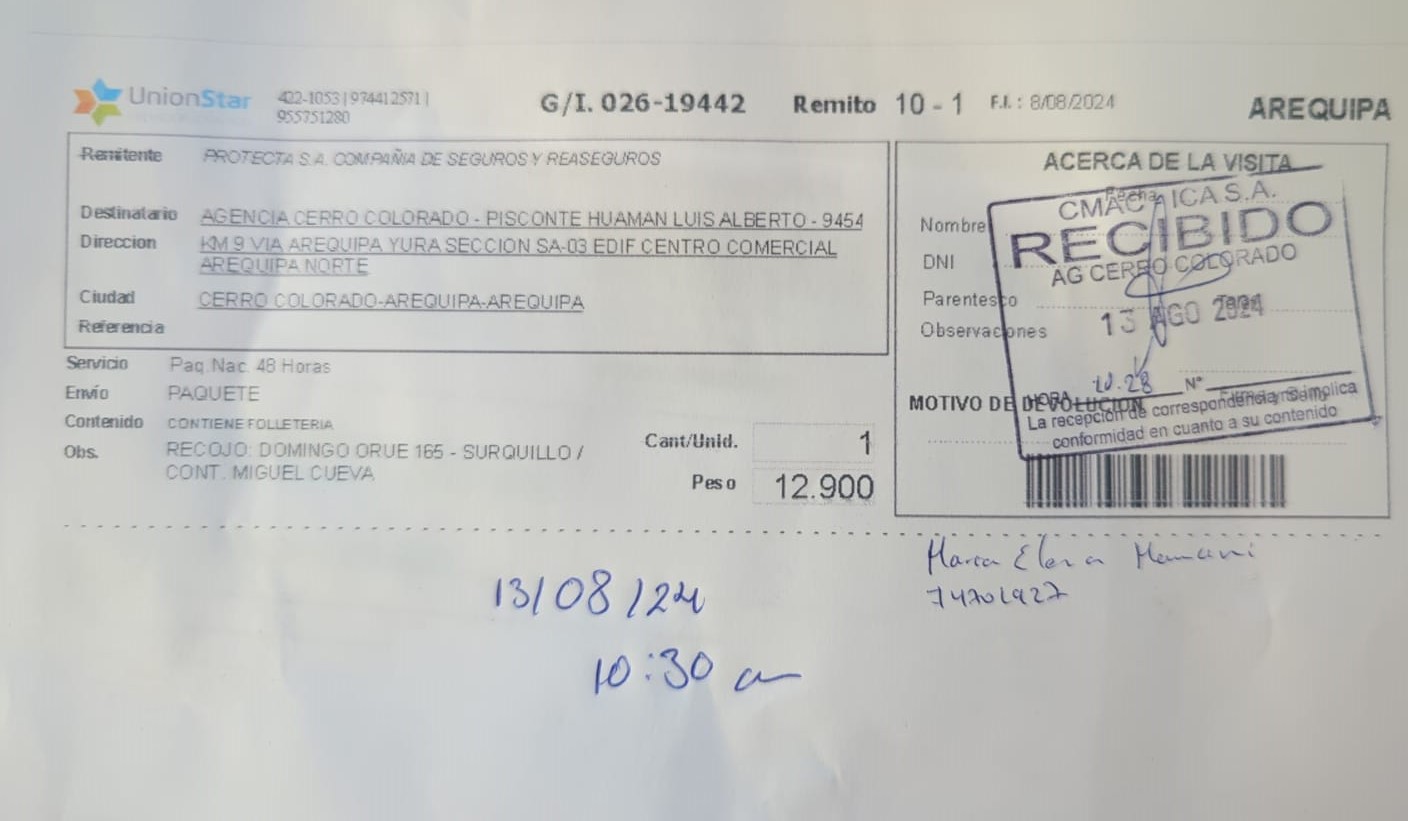 UnionStar
422-1053 | 974412571 |
955751280
G/I. 026-19442 Remito 10 - 1 F.I. : 8/08/2024 AREQUIPA
Remitente PROTECTA S.A. COMPAÑIA DE SEGUROS Y REASEGUROS
Destinatario AGENCIA CERRO COLORADO - PISCONTE HUAMAN LUIS ALBERTO - 9454
Direccion KM 9 VIA AREQUIPA YURA SECCION SA-03 EDIF CENTRO COMERCIAL
AREQUIPA NORTE
Ciudad CERRO COLORADO-AREQUIPA-AREQUIPA
Referencia
Servicio Paq. Nac. 48 Horas
Envío PAQUETE
Contenido CONTIENE FOLLETERIA
Obs. RECOJO: DOMINGO ORUE 165 - SURQUILLO /
CONT. MIGUEL CUEVA
Cant/Unid. 1
Peso 12.900
ACERCA DE LA VISITA
Fecha
Nombre
DNI
Parentesco
Observaciones
MOTIVO DE DEVOLUCION
CMAC ICA S.A.
RECIBIDO
AG CERRO COLORADO
13 AGO 2024
HORA 10.28 N°
La recepción de correspondencia no implica
conformidad en cuanto a su contenido
13/08/24
10:30 am
Maria Elena Mamani